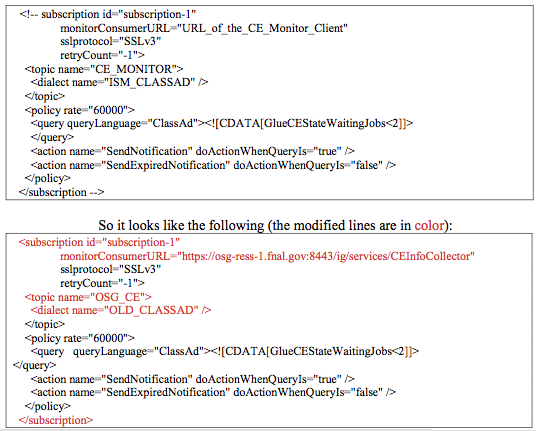 <!-- subscription id="subscription-1"
monitorConsumerURL="URL_of_the_CE_Monitor_Client"
sslprotocol="SSLv3"
retryCount="-1">
<topic name="CE_MONITOR">
<dialect name="ISM_CLASSAD" />
</topic>
<policy rate="60000">
<query queryLanguage="ClassAd"><![CDATA[GlueCEStateWaitingJobs<2]]>
</query>
<action name="SendNotification" doActionWhenQueryIs="true" />
<action name="SendExpiredNotification" doActionWhenQueryIs="false" />
</policy>
</subscription -->
So it looks like the following (the modified lines are in color):
<subscription id="subscription-1"
monitorConsumerURL="https://osg-ress-1.fnal.gov:8443/ig/services/CEInfoCollector"
sslprotocol="SSLv3"
retryCount="-1">
<topic name="OSG_CE">
<dialect name="OLD_CLASSAD" />
</topic>
<policy rate="60000">
<query queryLanguage="ClassAd"><![CDATA[GlueCEStateWaitingJobs<2]]>
</query>
<action name="SendNotification" doActionWhenQueryIs="true" />
<action name="SendExpiredNotification" doActionWhenQueryIs="false" />
</policy>
</subscription>